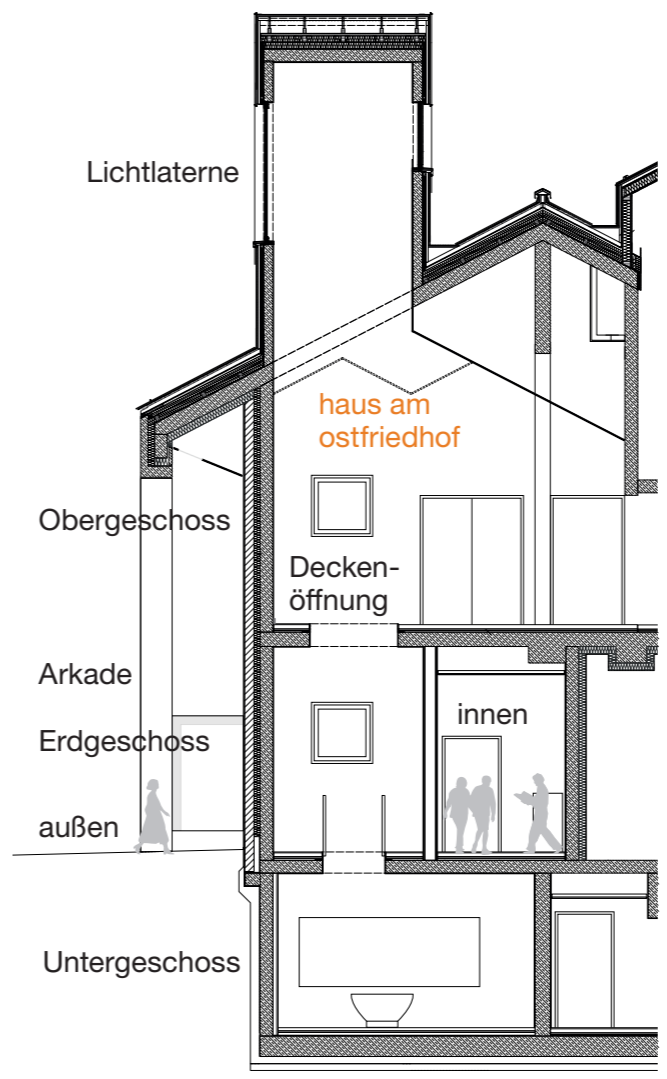 Lichtlaterne
haus am
ostfriedhof
Obergeschoss
Decken-
öffnung
Arkade
innen
Erdgeschoss
außen
Untergeschoss